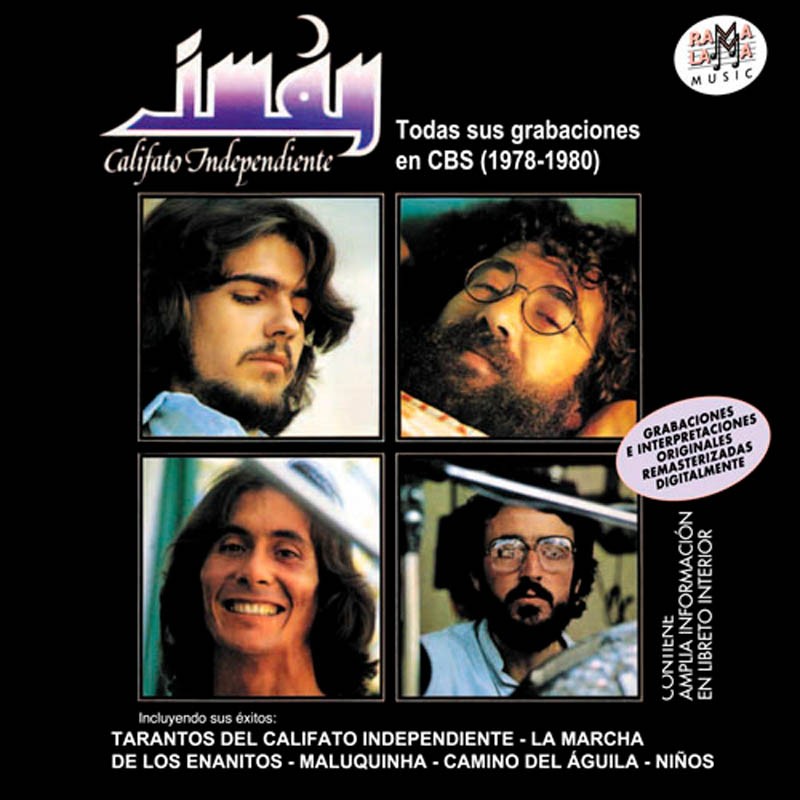 RAMA
LAMA
MUSIC
imán
Califato Independiente
Todas sus grabaciones
en CBS (1978-1980)
GRABACIONES
E INTERPRETACIONES
ORIGINALES
REMASTERIZADAS
DIGITALMENTE
CONTIENE
AMPLIA INFORMACIÓN
EN LIBRETO INTERIOR
Incluyendo sus éxitos:
TARANTOS DEL CALIFATO INDEPENDIENTE - LA MARCHA
DE LOS ENANITOS - MALUQUINHA - CAMINO DEL ÁGUILA - NIÑOS